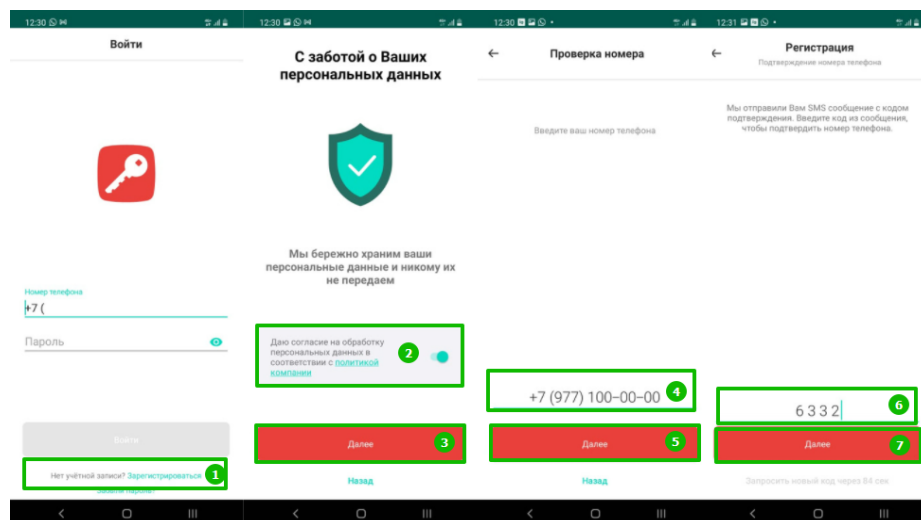 12:30
Войти
Номер телефона
+7 (
Пароль
Войти
Нет учётной записи? Зарегистрироваться
1
Забыли пароль?
12:30
С заботой о Ваших
персональных данных
Мы бережно храним ваши
персональные данные и никому их
не передаем
Даю согласие на обработку
персональных данных в
соответствии с политикой
компании
2
Далее
3
Назад
12:30
Проверка номера
Введите ваш номер телефона
+7 (977) 100-00-00
4
Далее
5
Назад
12:31
Регистрация
Подтверждение номера телефона
Мы отправили Вам SMS сообщение с кодом
подтверждения. Введите код из сообщения,
чтобы подтвердить номер телефона.
6332
6
Далее
7
Запросить новый код через 84 сек